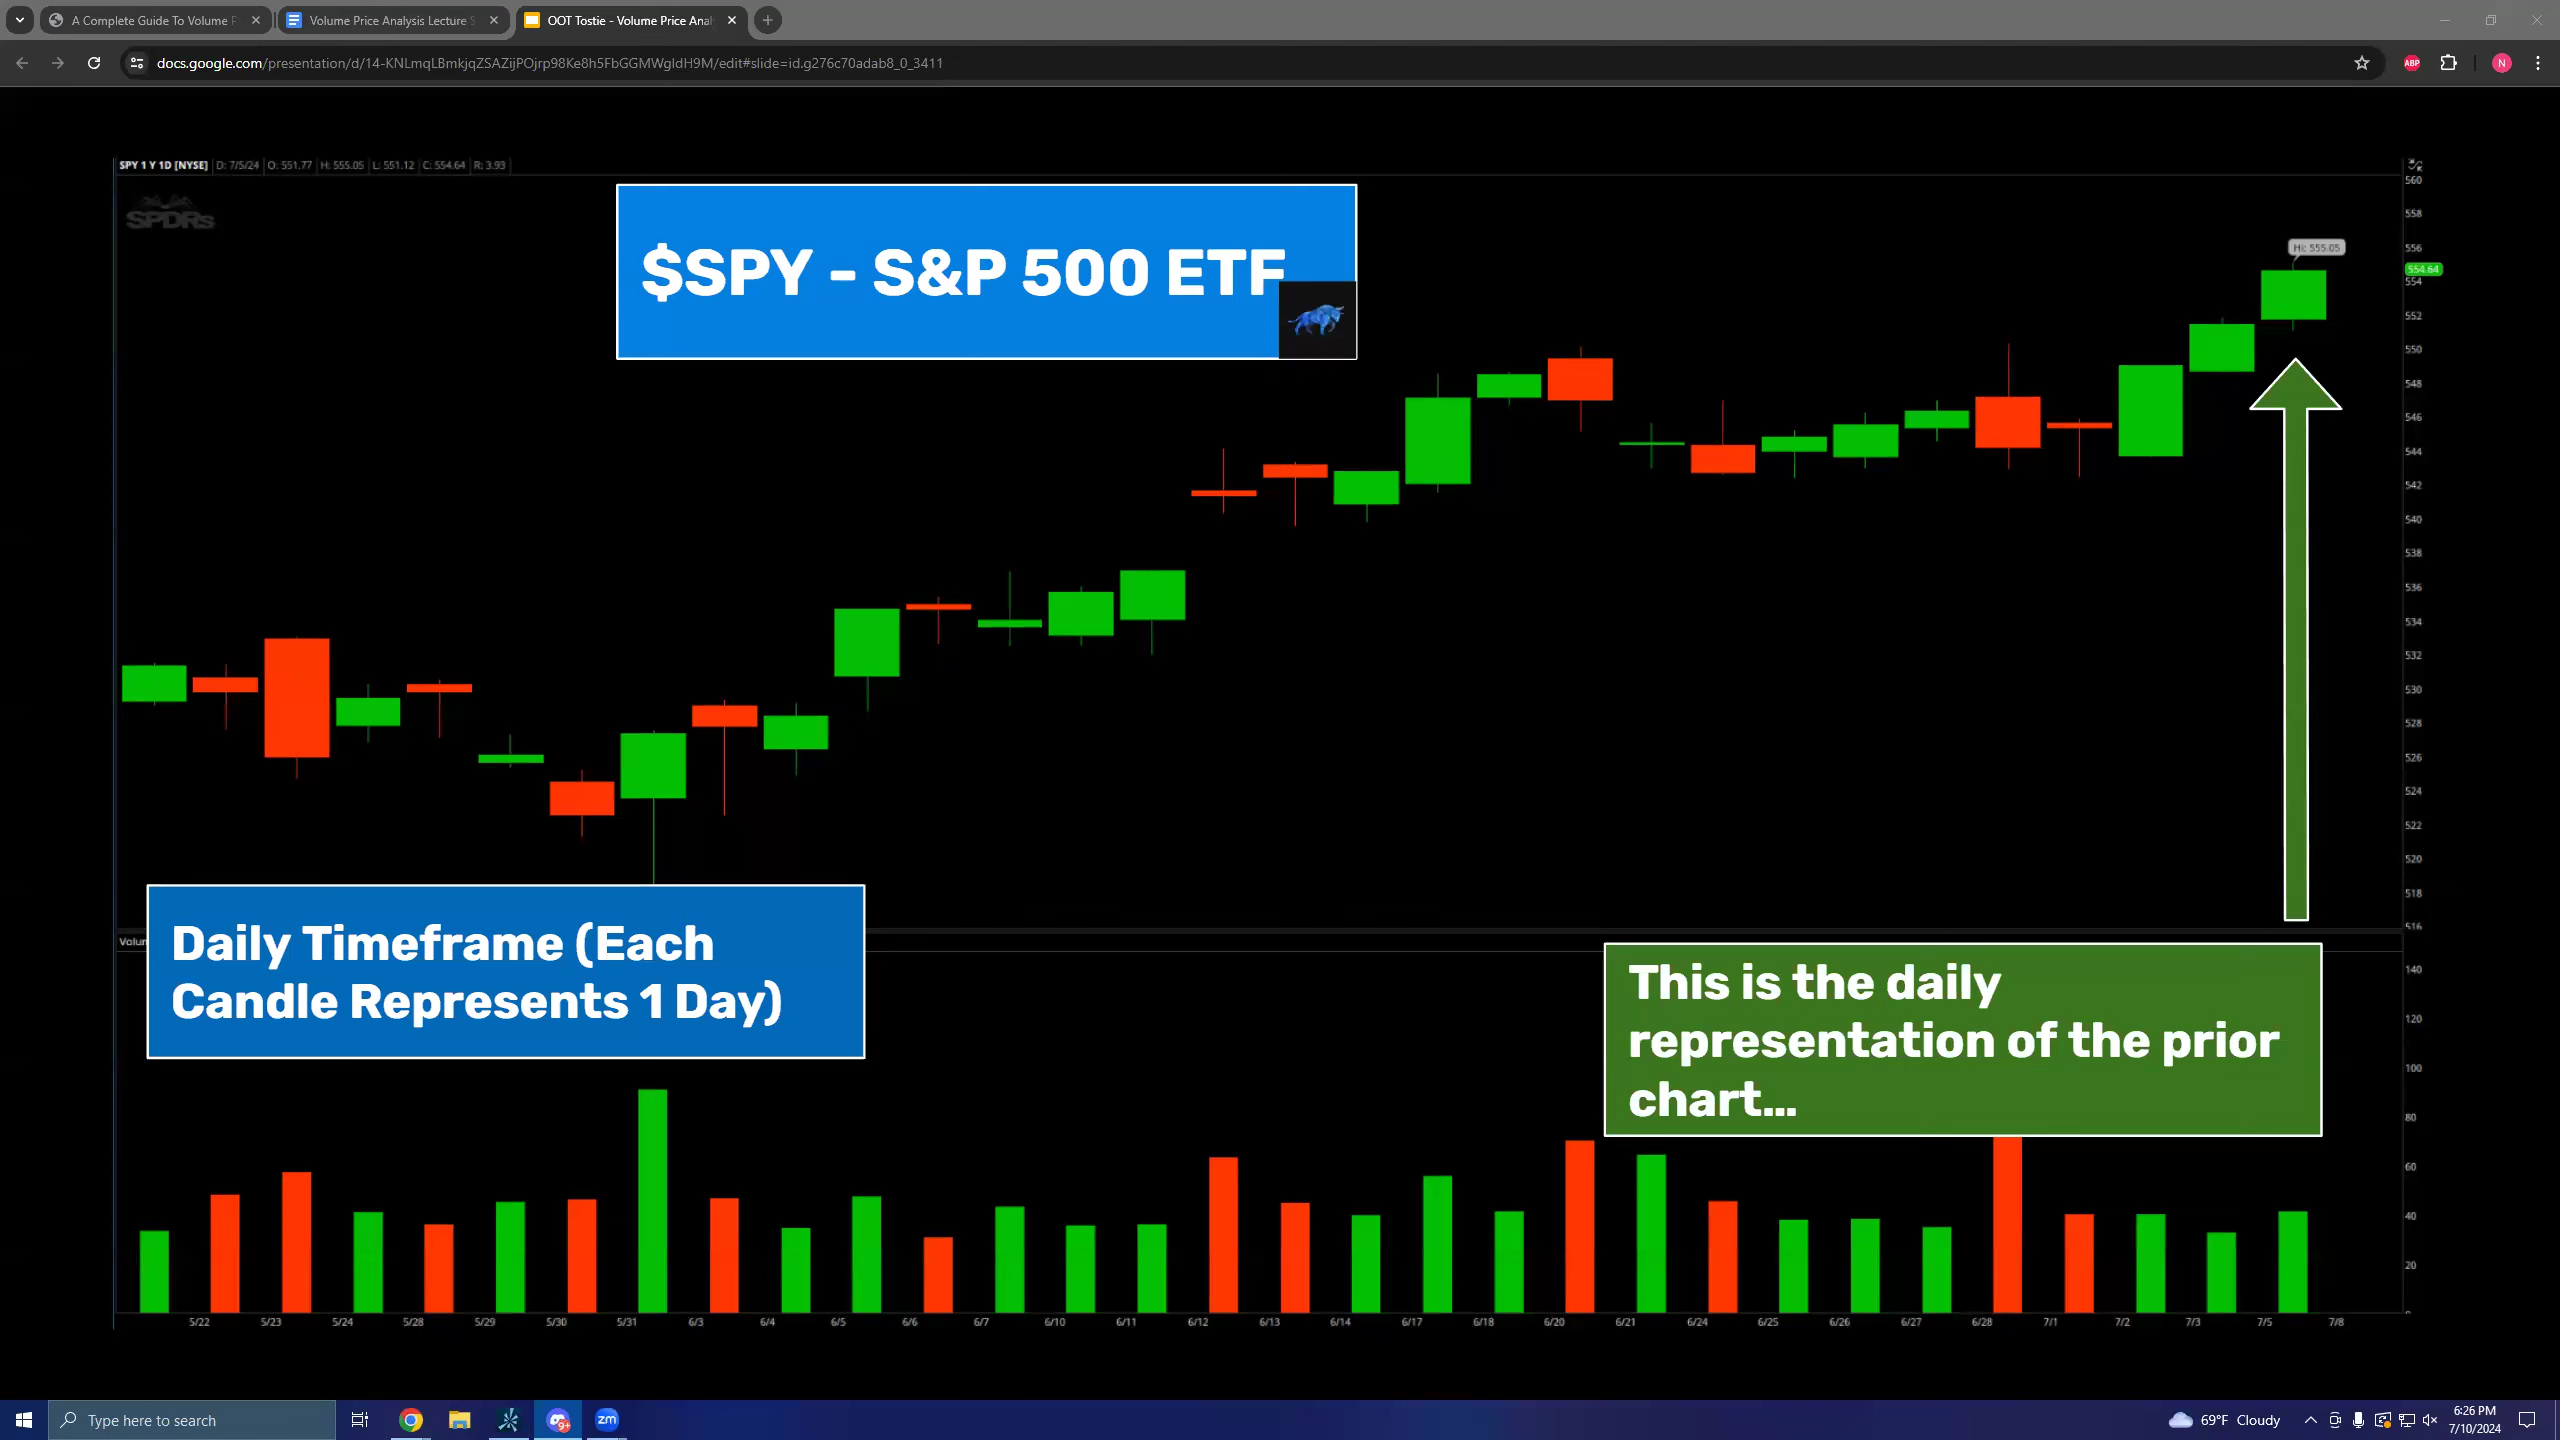 A Complete Guide To Volume P
Volume Price Analysis Lecture S
OOT Tostie - Volume Price Anal
docs.google.com/presentation/d/14-KNLmqLBmkjqZSAZijPOjrp98Ke8h5FbGGMWgldH9M/edit#slide=id.g276c70adab8_0_3411
ABP
N
SPY 1 Y 1D [NYSE] D: 7/5/24 O: 551.77 H: 555.05 L: 551.12 C: 554.64 R: 3.93
SPDRs
$SPY - S&P 500 ETF
Hi: 555.05
560
558
556
554.64
554
552
550
548
546
544
542
540
538
536
534
532
530
528
526
524
522
520
518
516
Volum
Daily Timeframe (Each
Candle Represents 1 Day)
This is the daily
representation of the prior
chart...
140
120
100
80
60
40
20
5/22 5/23 5/24 5/28 5/29 5/30 5/31 6/3 6/4 6/5 6/6 6/7 6/10 6/11 6/12 6/13 6/14 6/17 6/18 6/20 6/21 6/24 6/25 6/26 6/27 6/28 7/1 7/2 7/3 7/5 7/8
Type here to search
9+
zm
69°F Cloudy
6:26 PM
7/10/2024